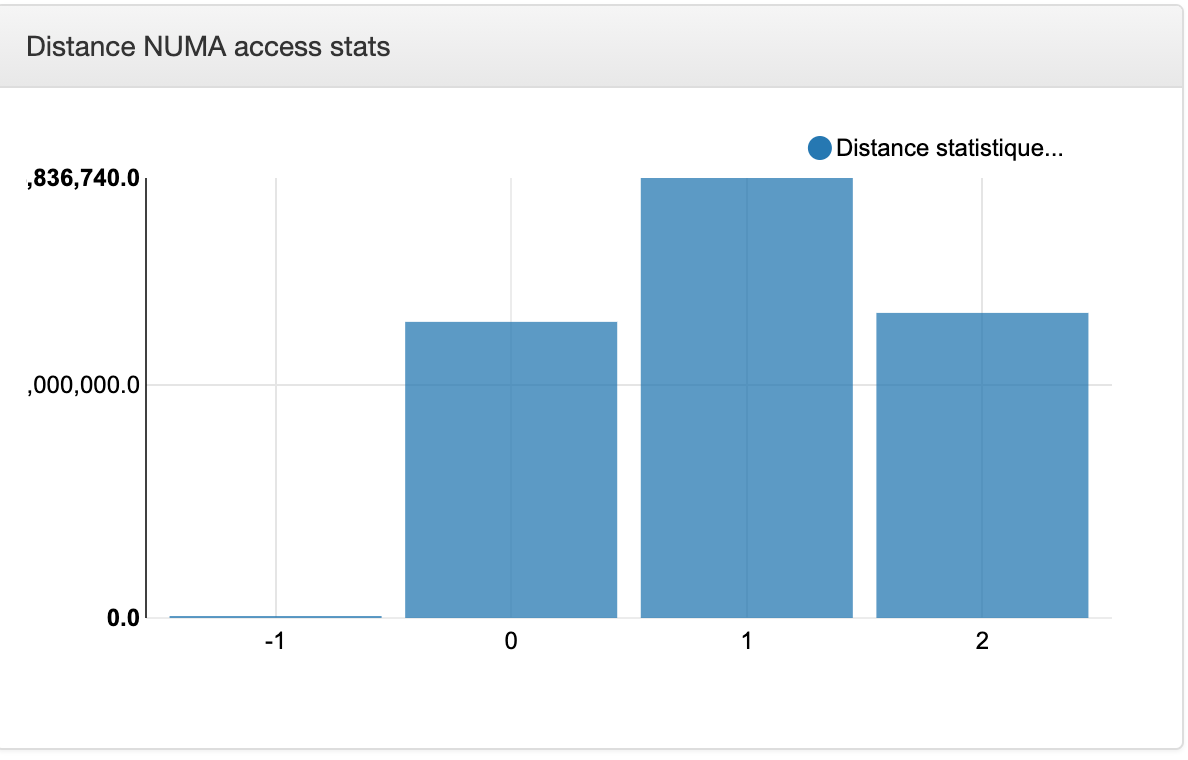 Distance NUMA access stats
Distance statistique...
,836,740.0
,000,000.0
0.0
-1 0 1 2